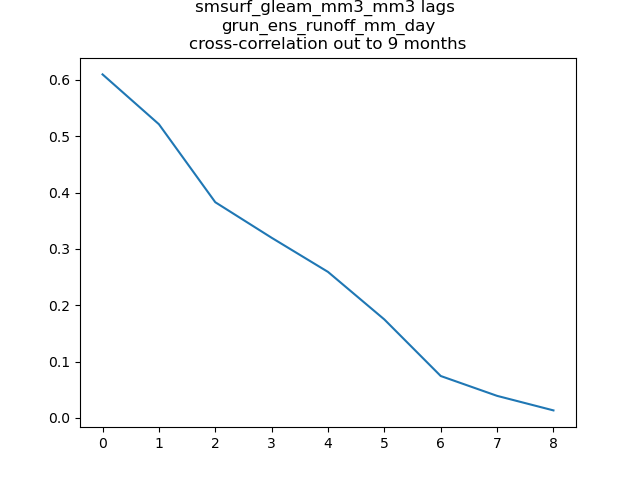 smsurf_gleam_mm3_mm3 lags
grun_ens_runoff_mm_day
cross-correlation out to 9 months
0.6
0.5
0.4
0.3
0.2
0.1
0.0
0 1 2 3 4 5 6 7 8